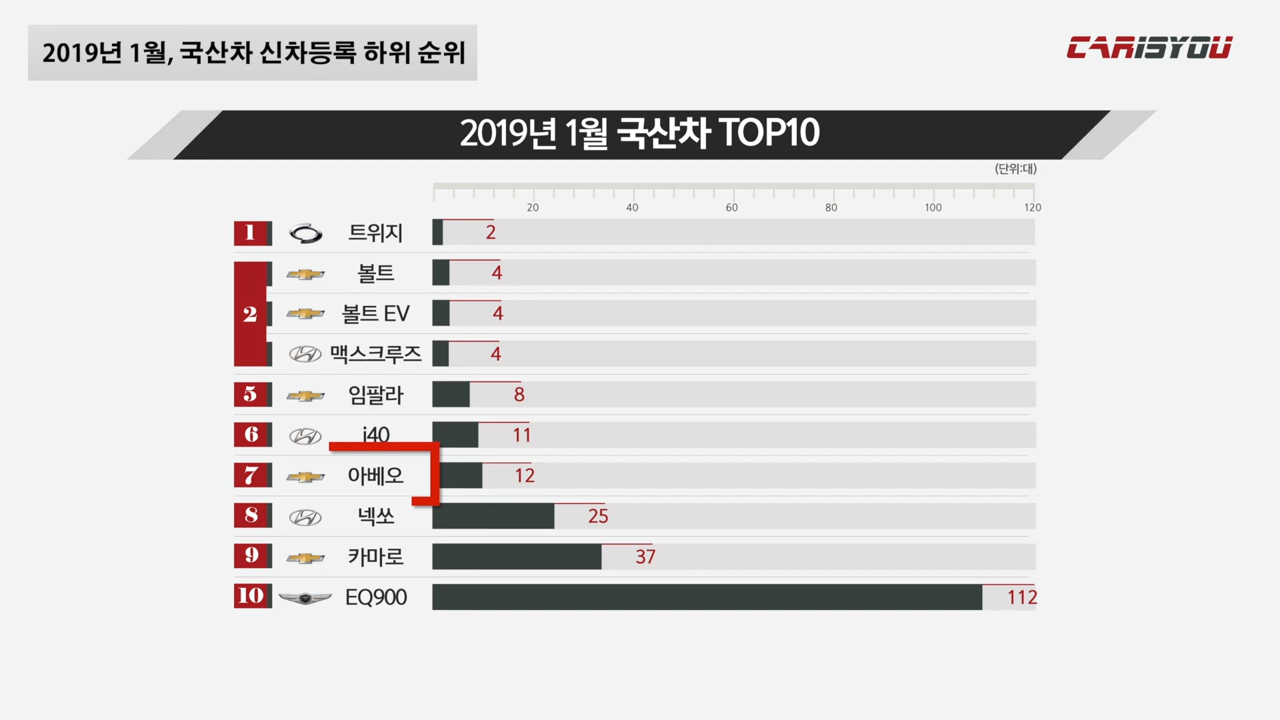 2019년 1월, 국산차 신차등록 하위 순위
CARISYOU
2019년 1월 국산차 TOP10
(단위:대)
20 40 60 80 100 120
1 트위지 2
볼트 4
2 볼트 EV 4
맥스크루즈 4
5 임팔라 8
6 i40 11
7 아베오 12
8 넥쏘 25
9 카마로 37
10 EQ900 112